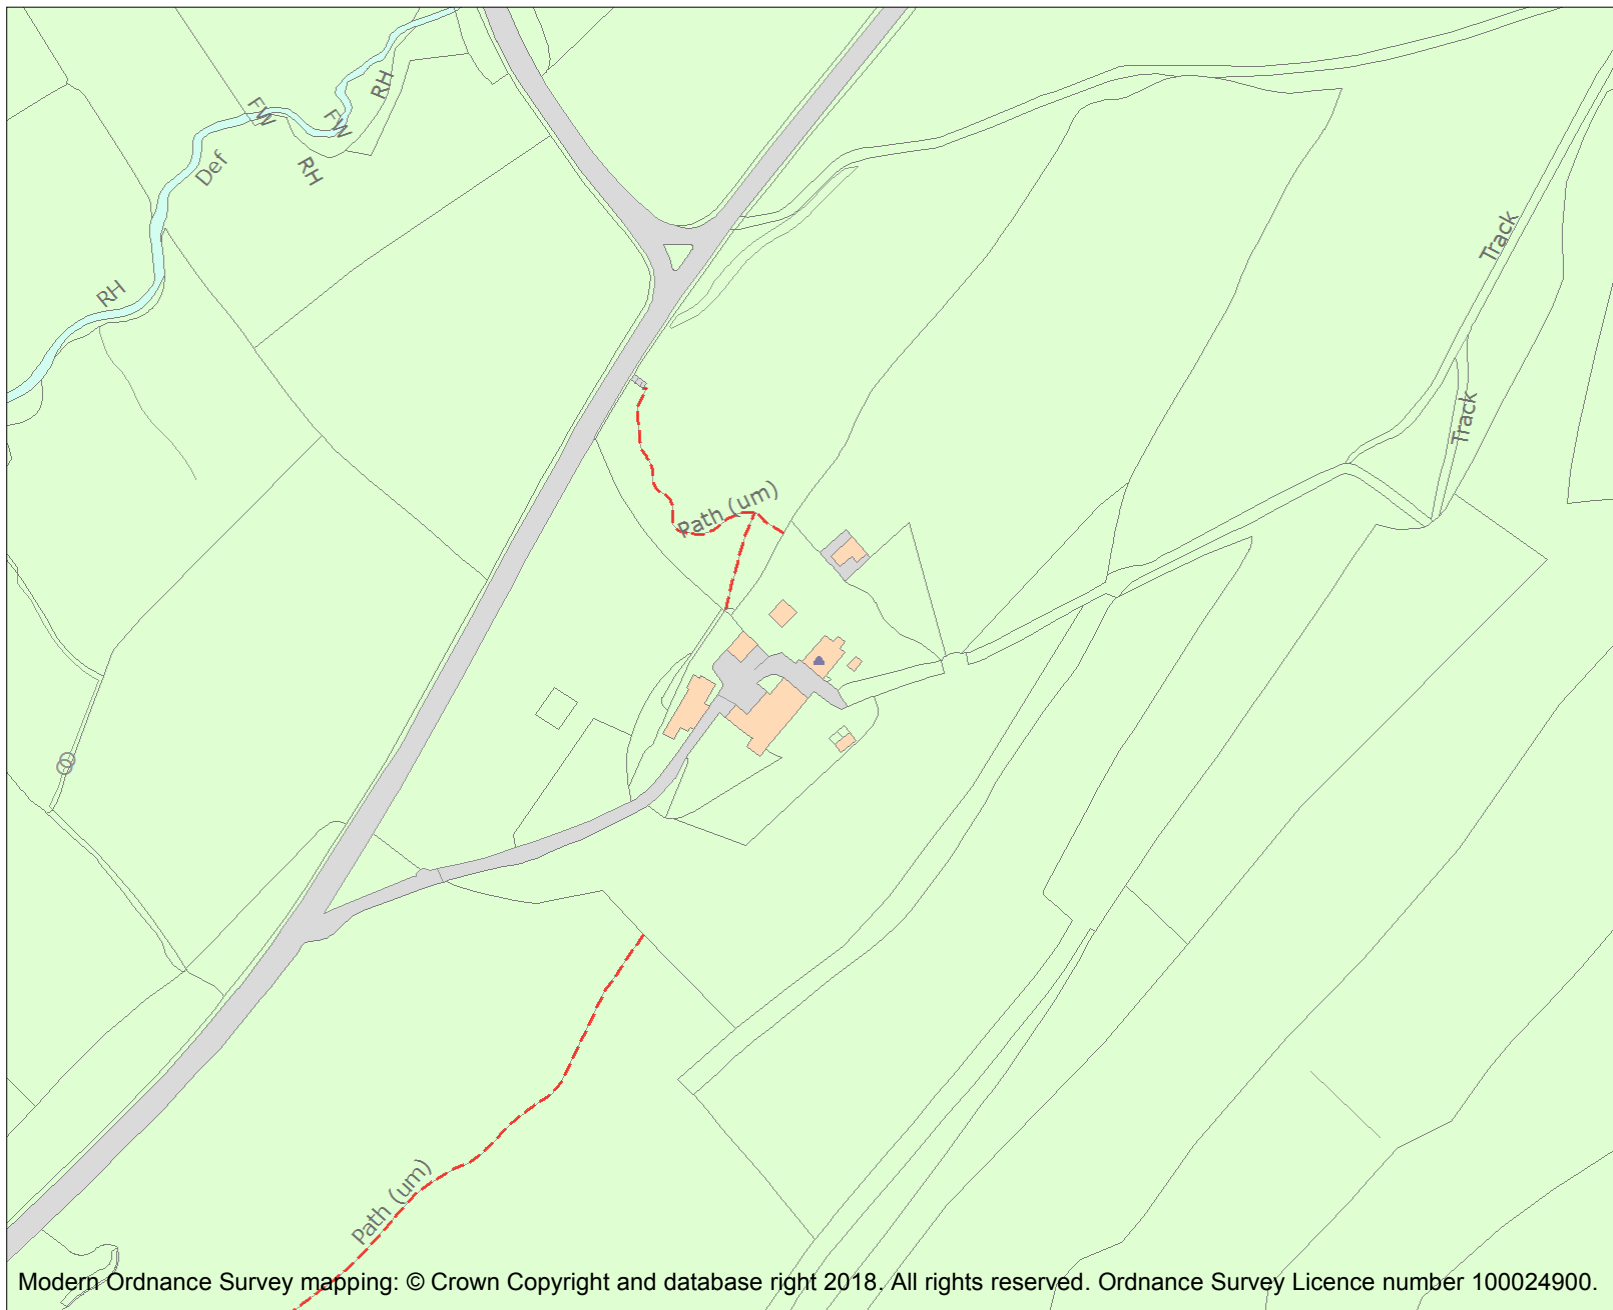 RH
FW
FW
Def
RH
RH
Track
Track
Path (um)
Path (um)
Modern Ordnance Survey mapping: © Crown Copyright and database right 2018. All rights reserved. Ordnance Survey Licence number 100024900.